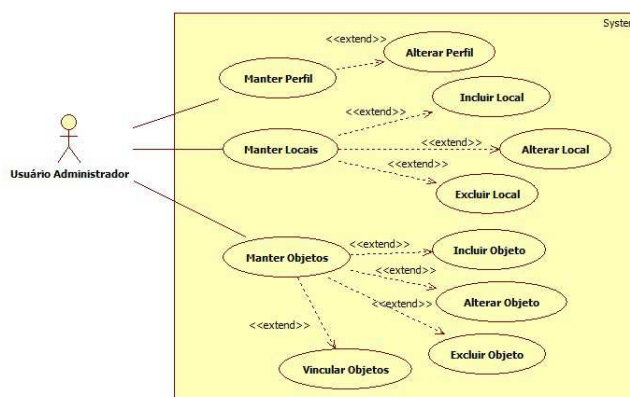 System
<<extend>>
Alterar Perfil
Manter Perfil
<<extend>>
Incluir Local
Manter Locais
<<extend>>
Alterar Local
<<extend>>
Excluir Local
Usuário Administrador
Manter Objetos
<<extend>>
Incluir Objeto
<<extend>>
Alterar Objeto
<<extend>>
Excluir Objeto
<<extend>>
Vincular Objetos